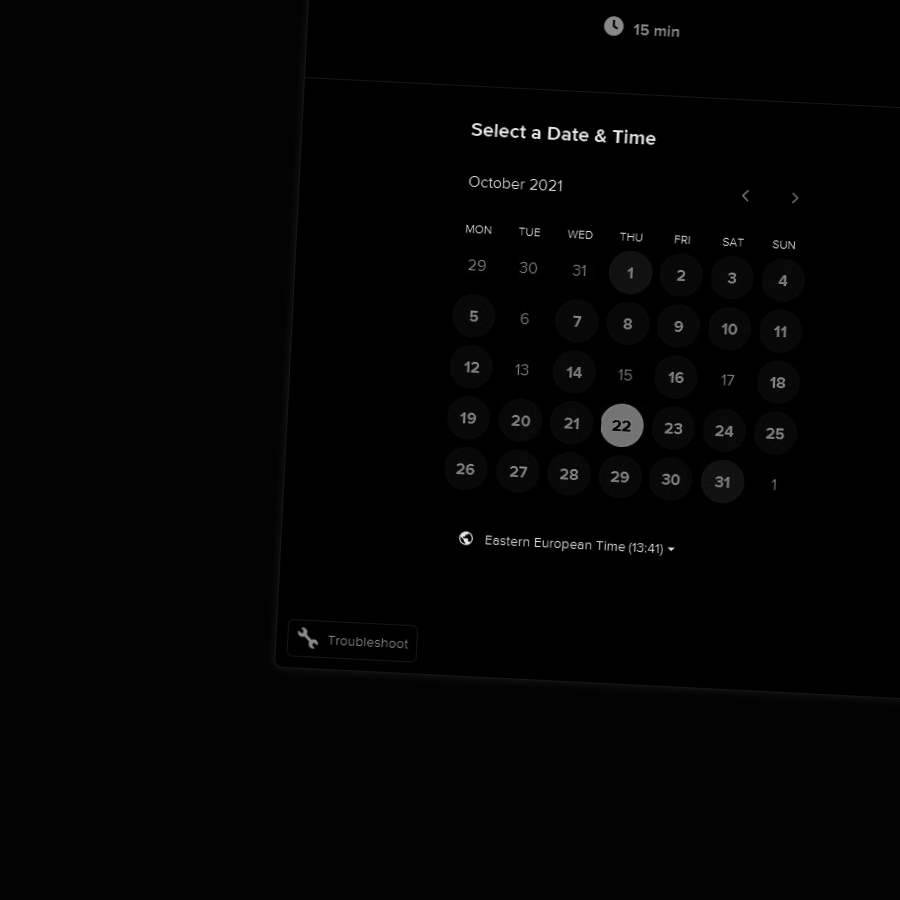 15 min
Select a Date & Time
October 2021
MON TUE WED THU FRI SAT SUN
29 30 31 1 2 3 4
5 6 7 8 9 10 11
12 13 14 15 16 17 18
19 20 21 22 23 24 25
26 27 28 29 30 31 1
Eastern European Time (13:41)
Troubleshoot